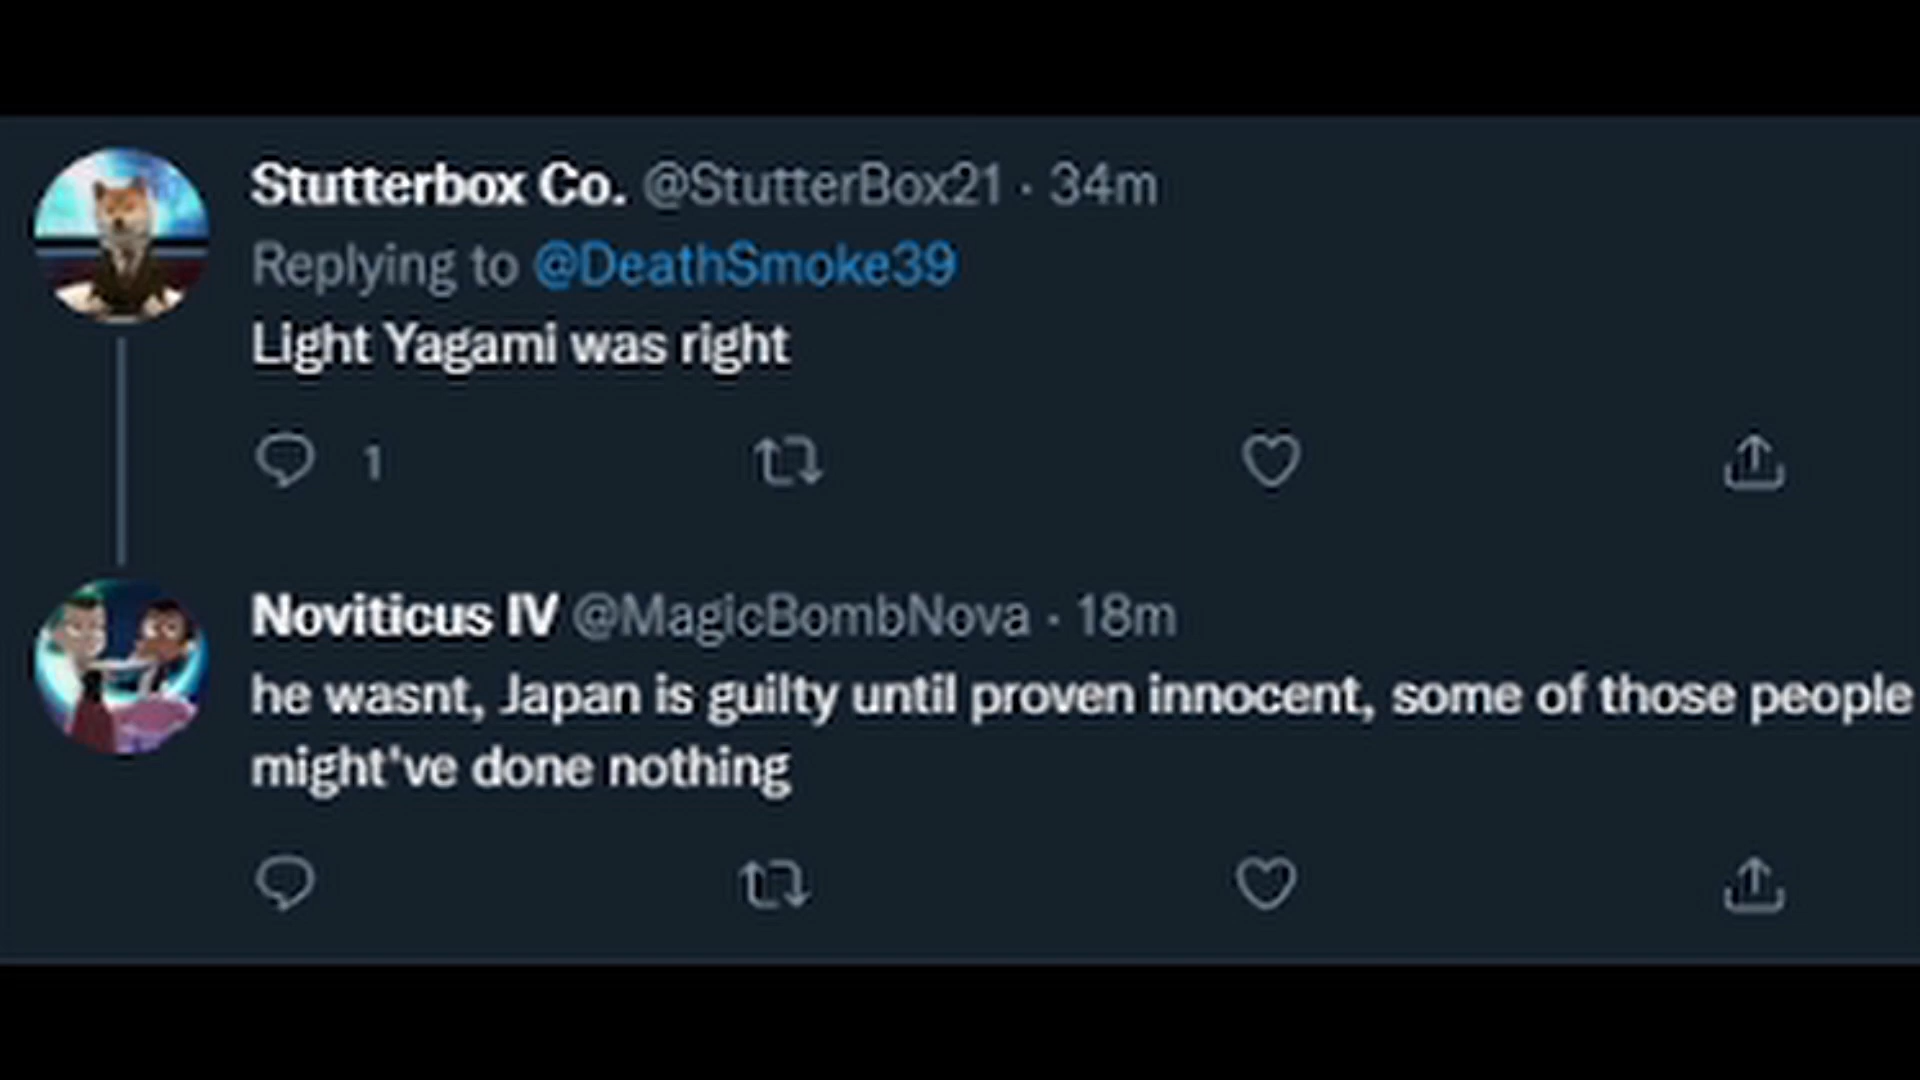 Stutterbox Co. @StutterBox21 · 34m
Replying to @DeathSmoke39
Light Yagami was right
1
Noviticus IV @MagicBombNova · 18m
he wasnt, Japan is guilty until proven innocent, some of those people
might've done nothing